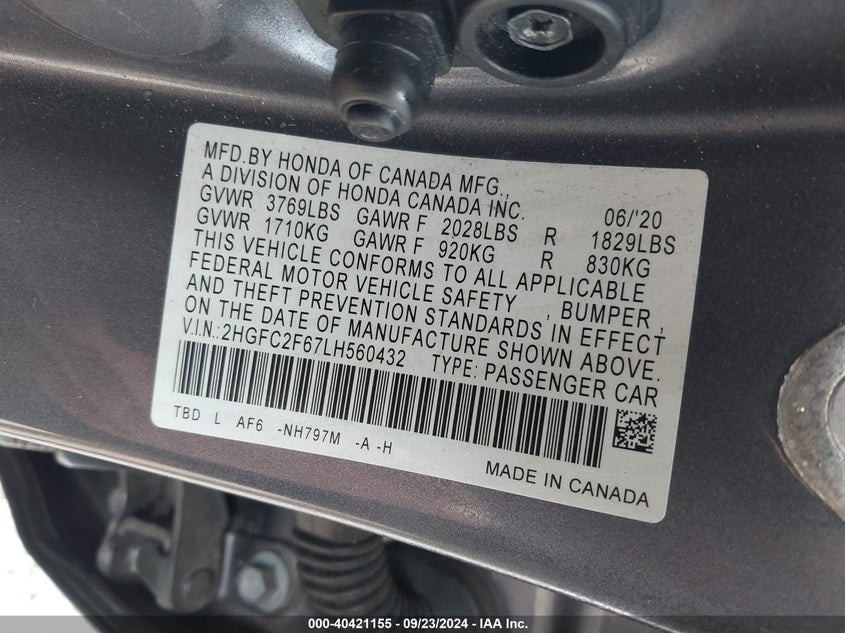 MFD.BY HONDA OF CANADA MFG.,
A DIVISION OF HONDA CANADA INC. 06/'20
GVWR 3769LBS GAWR F 2028LBS R 1829LBS
GVWR 1710KG GAWR F 920KG R 830KG
THIS VEHICLE CONFORMS TO ALL APPLICABLE
FEDERAL MOTOR VEHICLE SAFETY , BUMPER ,
AND THEFT PREVENTION STANDARDS IN EFFECT
ON THE DATE OF MANUFACTURE SHOWN ABOVE.
V.I.N.:2HGFC2F67LH560432 TYPE: PASSENGER CAR
TBD L AF6 -NH797M -A -H
MADE IN CANADA
000-40421155 - 09/23/2024 - IAA Inc.